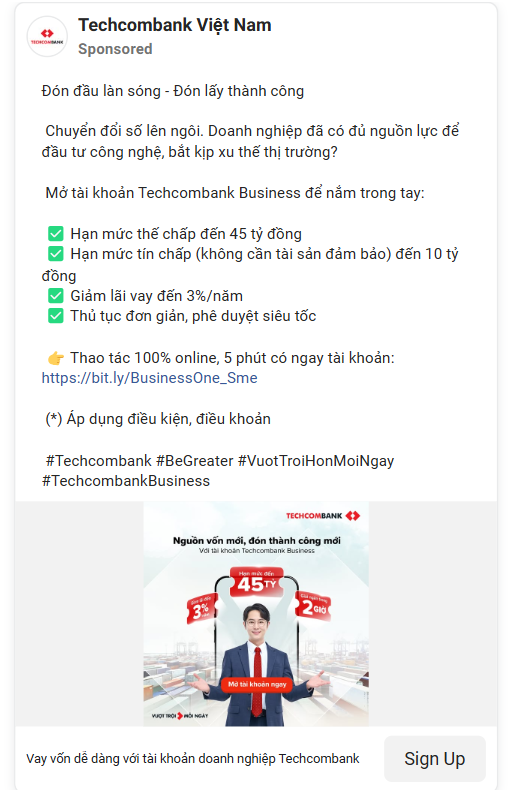 Techcombank Việt Nam
Sponsored
TECHCOMBANK
Đón đầu làn sóng - Đón lấy thành công
Chuyển đổi số lên ngôi. Doanh nghiệp đã có đủ nguồn lực để
đầu tư công nghệ, bắt kịp xu thế thị trường?
Mở tài khoản Techcombank Business để nắm trong tay:
✅ Hạn mức thế chấp đến 45 tỷ đồng
✅ Hạn mức tín chấp (không cần tài sản đảm bảo) đến 10 tỷ
đồng
✅ Giảm lãi vay đến 3%/năm
✅ Thủ tục đơn giản, phê duyệt siêu tốc
👉 Thao tác 100% online, 5 phút có ngay tài khoản:
https://bit.ly/BusinessOne_Sme
(*) Áp dụng điều kiện, điều khoản
#Techcombank #BeGreater #VuotTroiHonMoiNgay
#TechcombankBusiness
TECHCOMBANK
Nguồn vốn mới, đón thành công mới
Với tài khoản Techcombank Business
Hạn mức đến
45 TỶ
3%
2 GIỜ
Mở tài khoản ngay
VƯỢT TRỘI MỖI NGÀY
Vay vốn dễ dàng với tài khoản doanh nghiệp Techcombank
Sign Up